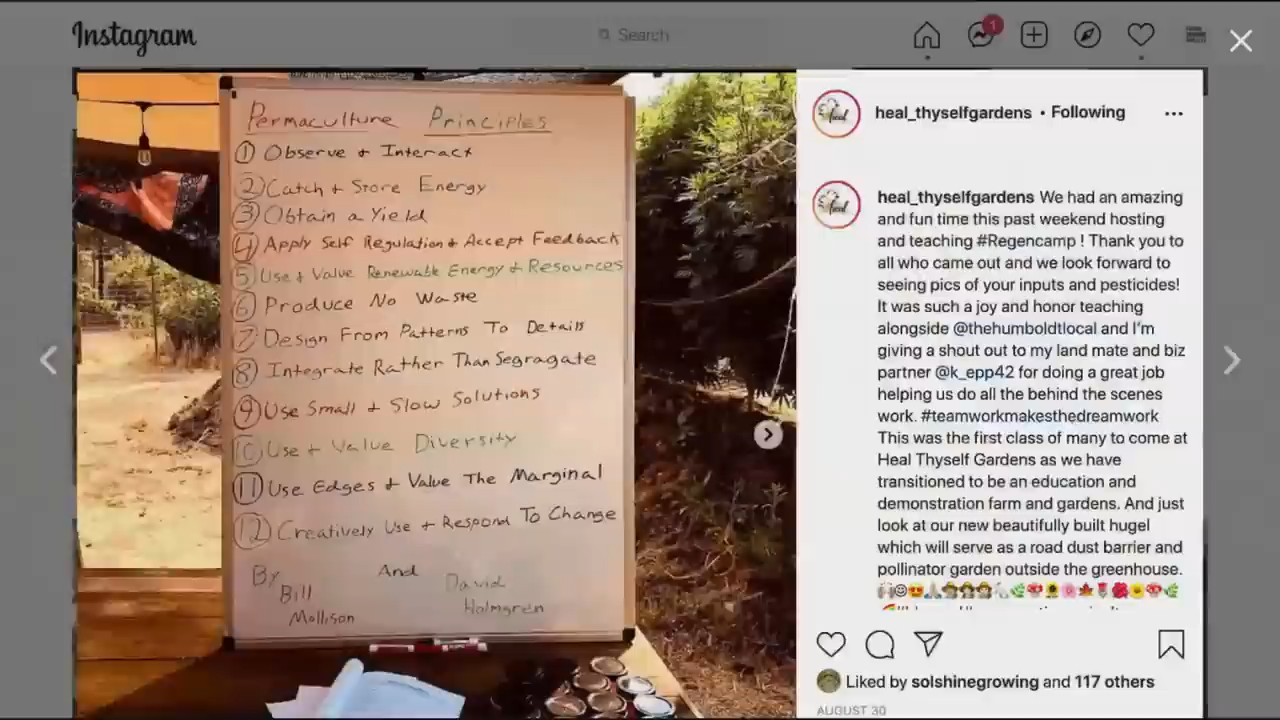 Instagram
Search
1
Permaculture Principles
1 Observe + Interact
2 Catch + Store Energy
3 Obtain a Yield
4 Apply Self Regulation + Accept Feedback
5 Use + Value Renewable Energy + Resources
6 Produce No Waste
7 Design From Patterns To Details
8 Integrate Rather Than Segragate
9 Use Small + Slow Solutions
10 Use + Value Diversity
11 Use Edges + Value The Marginal
12 Creatively Use + Respond To Change
By Bill Mollison And David Holmgren
heal_thyselfgardens • Following
heal_thyselfgardens We had an amazing
and fun time this past weekend hosting
and teaching #Regencamp ! Thank you to
all who came out and we look forward to
seeing pics of your inputs and pesticides!
It was such a joy and honor teaching
alongside @thehumboldtlocal and I'm
giving a shout out to my land mate and biz
partner @k_epp42 for doing a great job
helping us do all the behind the scenes
work. #teamworkmakesthedreamwork
This was the first class of many to come at
Heal Thyself Gardens as we have
transitioned to be an education and
demonstration farm and gardens. And just
look at our new beautifully built hugel
which will serve as a road dust barrier and
pollinator garden outside the greenhouse.
Liked by solshinegrowing and 117 others
AUGUST 30